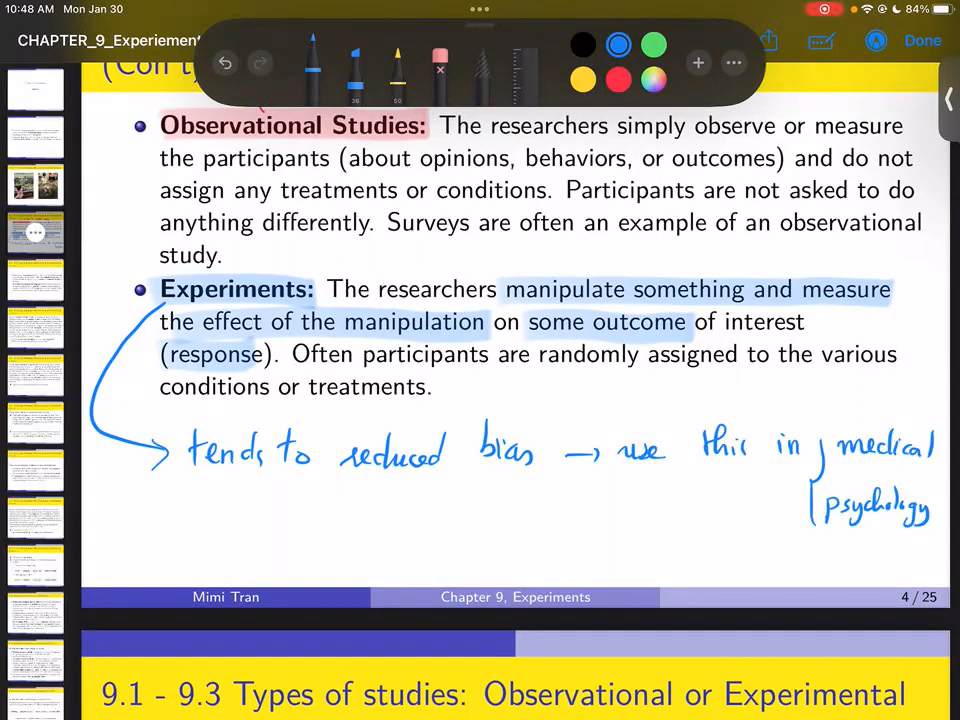 10:48 AM Mon Jan 30
84%
CHAPTER_9_Experiemen
Done
36
50
(Con't)
Observational Studies: The researchers simply observe or measure
the participants (about opinions, behaviors, or outcomes) and do not
assign any treatments or conditions. Participants are not asked to do
anything differently. Surveys are often an example of an observational
study.
Experiments: The researchers manipulate something and measure
the effect of the manipulation on some outcome of interest
(response). Often participants are randomly assigned to the various
conditions or treatments.
tends to reduced bias → use this in medical
psychology
Mimi Tran
Chapter 9, Experiments
4 / 25
9.1 - 9.3 Types of studies: Observational or Experimental